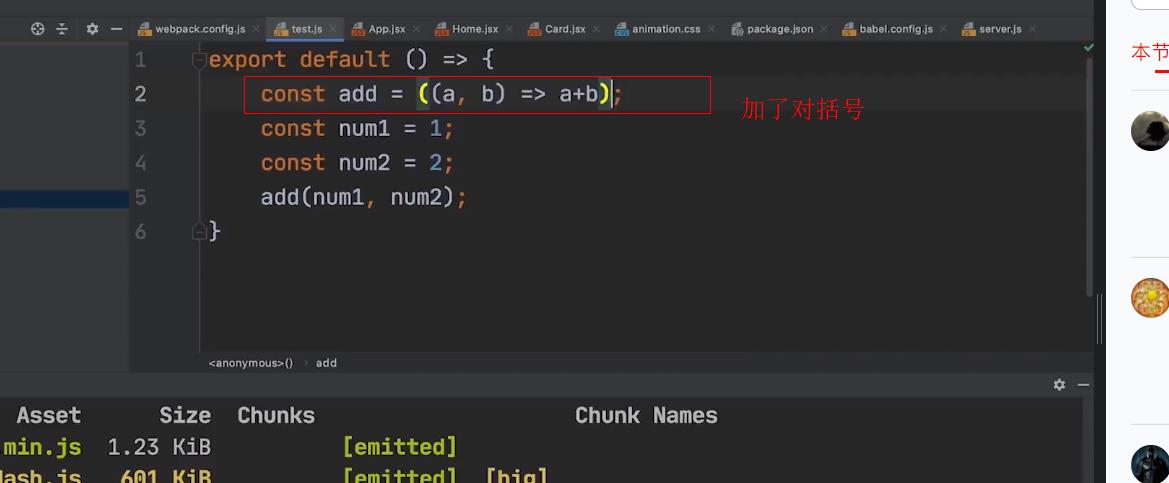 webpack.config.js test.js App.jsx Home.jsx Card.jsx animation.css package.json babel.config.js server.js
1 export default () => {
2 const add = ((a, b) => a+b);
加了对括号
3 const num1 = 1;
4 const num2 = 2;
5 add(num1, num2);
6 }
<anonymous>() › add
Asset Size Chunks Chunk Names
min.js 1.23 KiB [emitted]
lash.js 601 KiB [emitted] [big]
本节